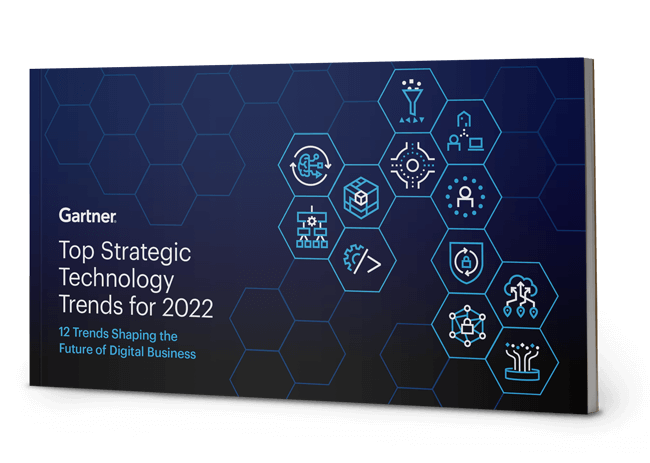 Gartner
Top Strategic
Technology
Trends for 2022
12 Trends Shaping the
Future of Digital Business